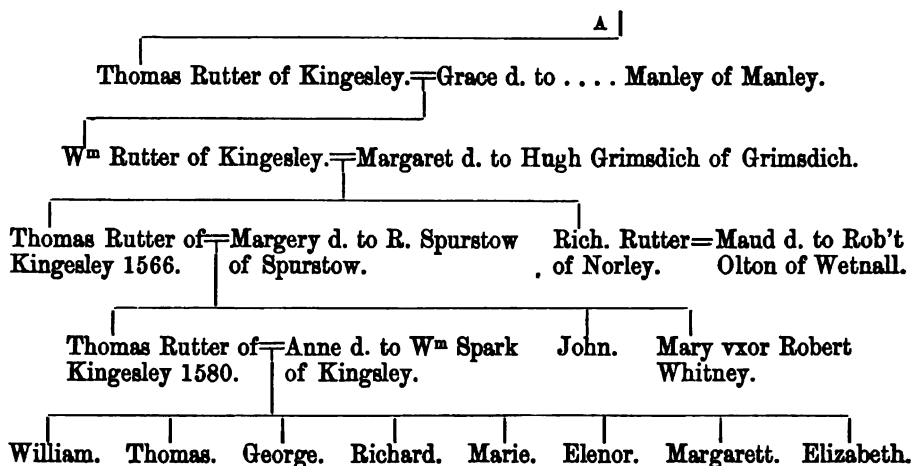 A
Thomas Rutter of Kingesley.=Grace d. to .... Manley of Manley.
Wm Rutter of Kingesley.=Margaret d. to Hugh Grimsdich of Grimsdich.
Thomas Rutter of=Margery d. to R. Spurstow
Kingesley 1566. of Spurstow.
Rich. Rutter=Maud d. to Rob't
of Norley. Olton of Wetnall.
Thomas Rutter of=Anne d. to Wm Spark
Kingesley 1580. of Kingsley.
John.
Mary vxor Robert
Whitney.
William. Thomas. George. Richard. Marie. Elenor. Margarett. Elizabeth.